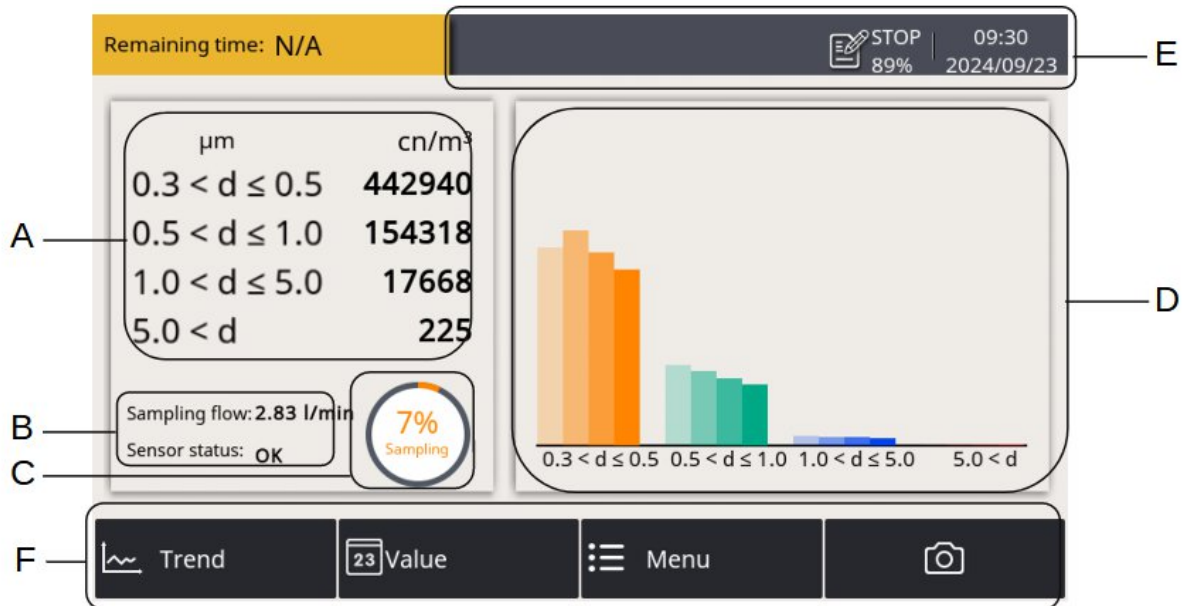 Remaining time: N/A
STOP 09:30
89% 2024/09/23
E
µm cn/m³
0.3 < d ≤ 0.5 442940
A
0.5 < d ≤ 1.0 154318
1.0 < d ≤ 5.0 17668
5.0 < d 225
D
B
Sampling flow: 2.83 l/min
Sensor status: OK
C
7%
Sampling
0.3 < d ≤ 0.5 0.5 < d ≤ 1.0 1.0 < d ≤ 5.0 5.0 < d
F
Trend 23 Value Menu